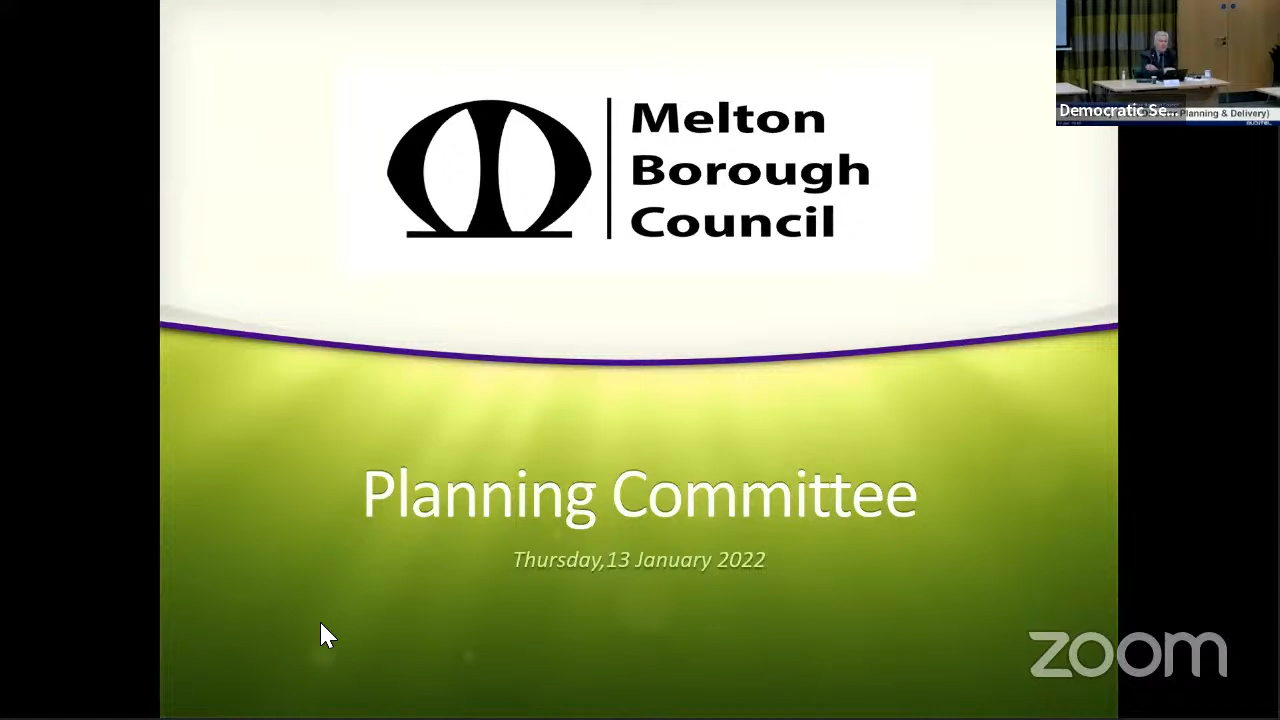 Melton
Borough
Council
Democratic Se...
Planning & Delivery)
Planning Committee
Thursday,13 January 2022
zoom